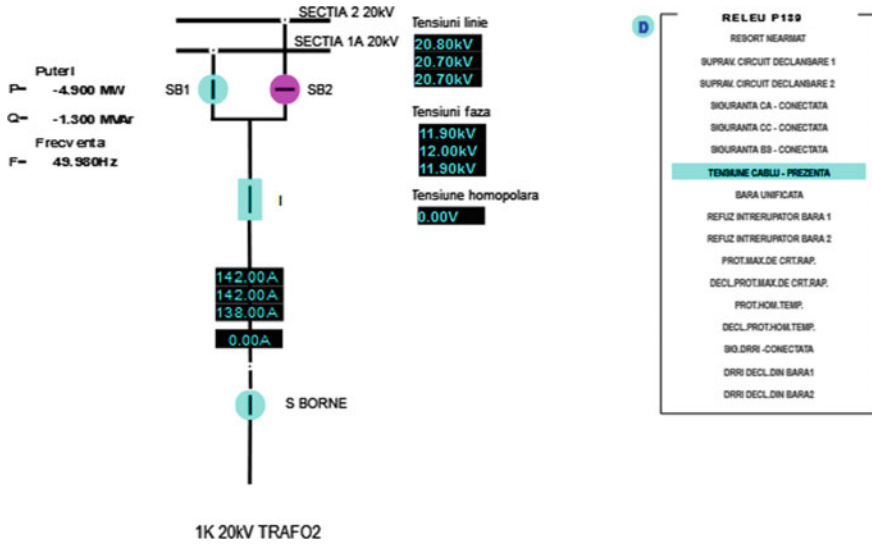 SECTIA 2 20kV
SECTIA 1A 20kV
Puteri
P= -4.900 MW
Q= -1.300 MVAr
Frecventa
F= 49.980Hz
SB1
SB2
I
142.00A
142.00A
138.00A
0.00A
S BORNE
1K 20kV TRAFO2
Tensiuni linie
20.80kV
20.70kV
20.70kV
Tensiuni faza
11.90kV
12.00kV
11.90kV
Tensiune homopolara
0.00V
D
RELEU P139
RESORT NEARMAT
SUPRAV. CIRCUIT DECLANSARE 1
SUPRAV. CIRCUIT DECLANSARE 2
SIGURANTA CA - CONECTATA
SIGURANTA CC - CONECTATA
SIGURANTA BS - CONECTATA
TENSIUNE CABLU - PREZENTA
BARA UNIFICATA
REFUZ INTRERUPATOR BARA 1
REFUZ INTRERUPATOR BARA 2
PROT.MAX.DE CRT.RAP.
DECL.PROT.MAX.DE CRT.RAP.
PROT.HOM.TEMP.
DECL.PROT.HOM.TEMP.
SIG.DRRI -CONECTATA
DRRI DECL.DIN BARA1
DRRI DECL.DIN BARA2